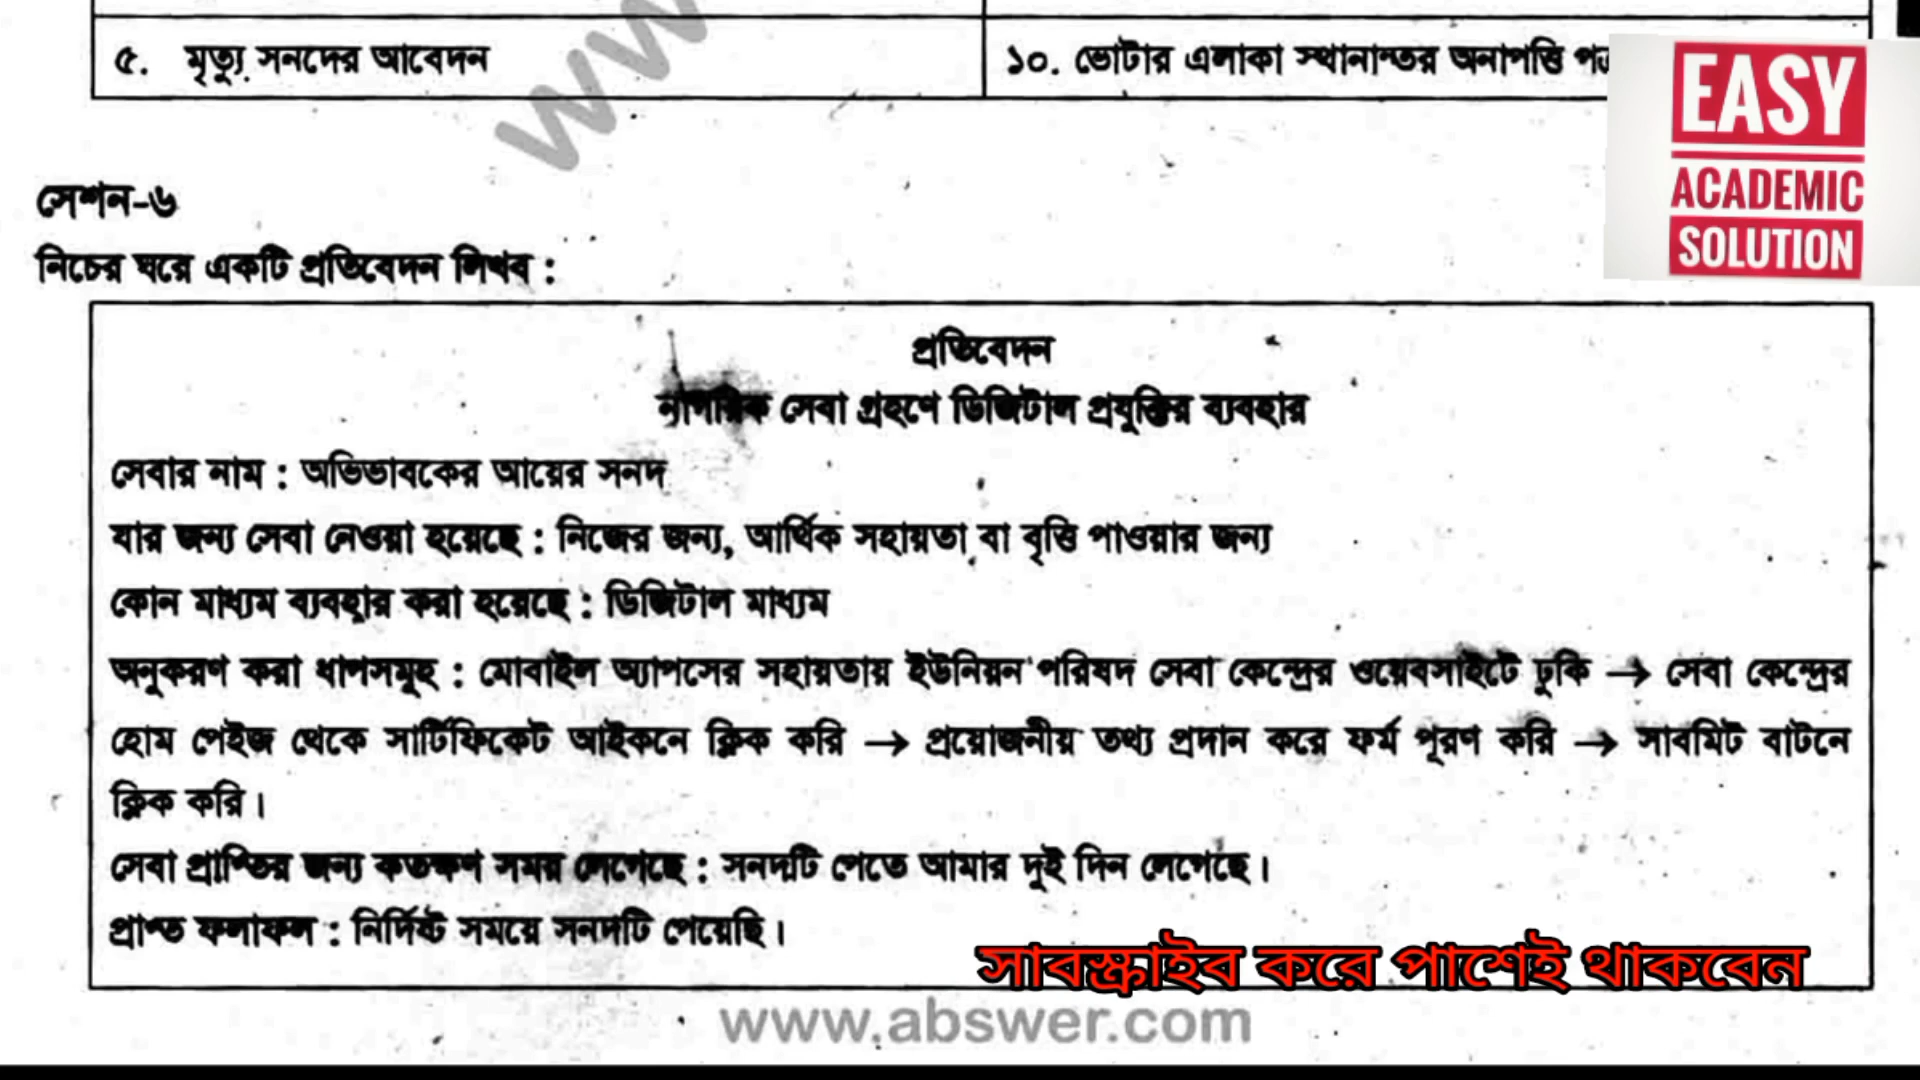 ৫. মৃত্যু সনদের আবেদন
১০. ভোটার এলাকা স্থানান্তর অনাপত্তি
EASY
ACADEMIC
SOLUTION
সেশন-৬
নিচের ঘরে একটি প্রতিবেদন লিখব :
প্রতিবেদন
নাগরিক সেবা গ্রহণে ডিজিটাল প্রযুক্তির ব্যবহার
সেবার নাম : অভিভাবকের আয়ের সনদ
যার জন্য সেবা নেওয়া হয়েছে : নিজের জন্য, আর্থিক সহায়তা বা বৃত্তি পাওয়ার জন্য
কোন মাধ্যম ব্যবহার করা হয়েছে : ডিজিটাল মাধ্যম
অনুকরণ করা ধাপসমূহ : মোবাইল অ্যাপসের সহায়তায় ইউনিয়ন পরিষদ সেবা কেন্দ্রের ওয়েবসাইটে ঢুকি → সেবা কেন্দ্রের
হোম পেইজ থেকে সার্টিফিকেট আইকনে ক্লিক করি → প্রয়োজনীয় তথ্য প্রদান করে ফর্ম পূরণ করি → সাবমিট বাটনে
ক্লিক করি।
সেবা প্রাপ্তির জন্য কতক্ষণ সময় লেগেছে : সনদটি পেতে আমার দুই দিন লেগেছে।
প্রাপ্ত ফলাফল : নির্দিষ্ট সময়ে সনদটি পেয়েছি।
সাবস্ক্রাইব করে পাশেই থাকবেন
www.abswer.com